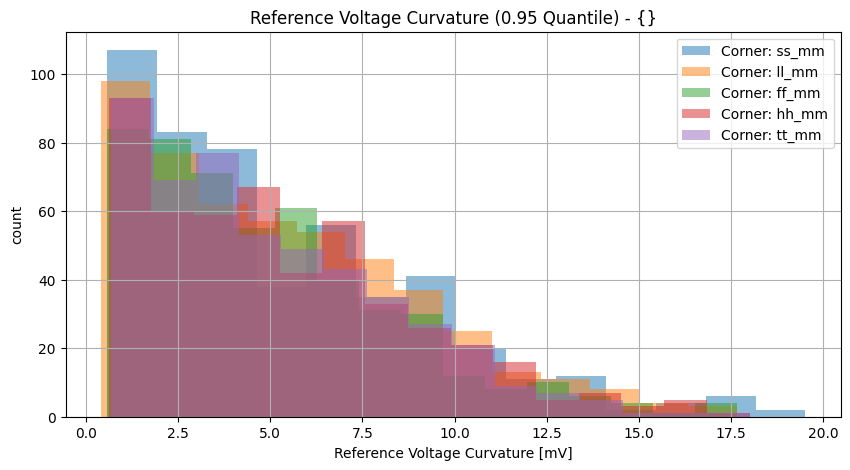 Reference Voltage Curvature (0.95 Quantile) - {}
Corner: ss_mm
Corner: ll_mm
Corner: ff_mm
Corner: hh_mm
Corner: tt_mm
100
80
60
40
20
0
count
0.0 2.5 5.0 7.5 10.0 12.5 15.0 17.5 20.0
Reference Voltage Curvature [mV]